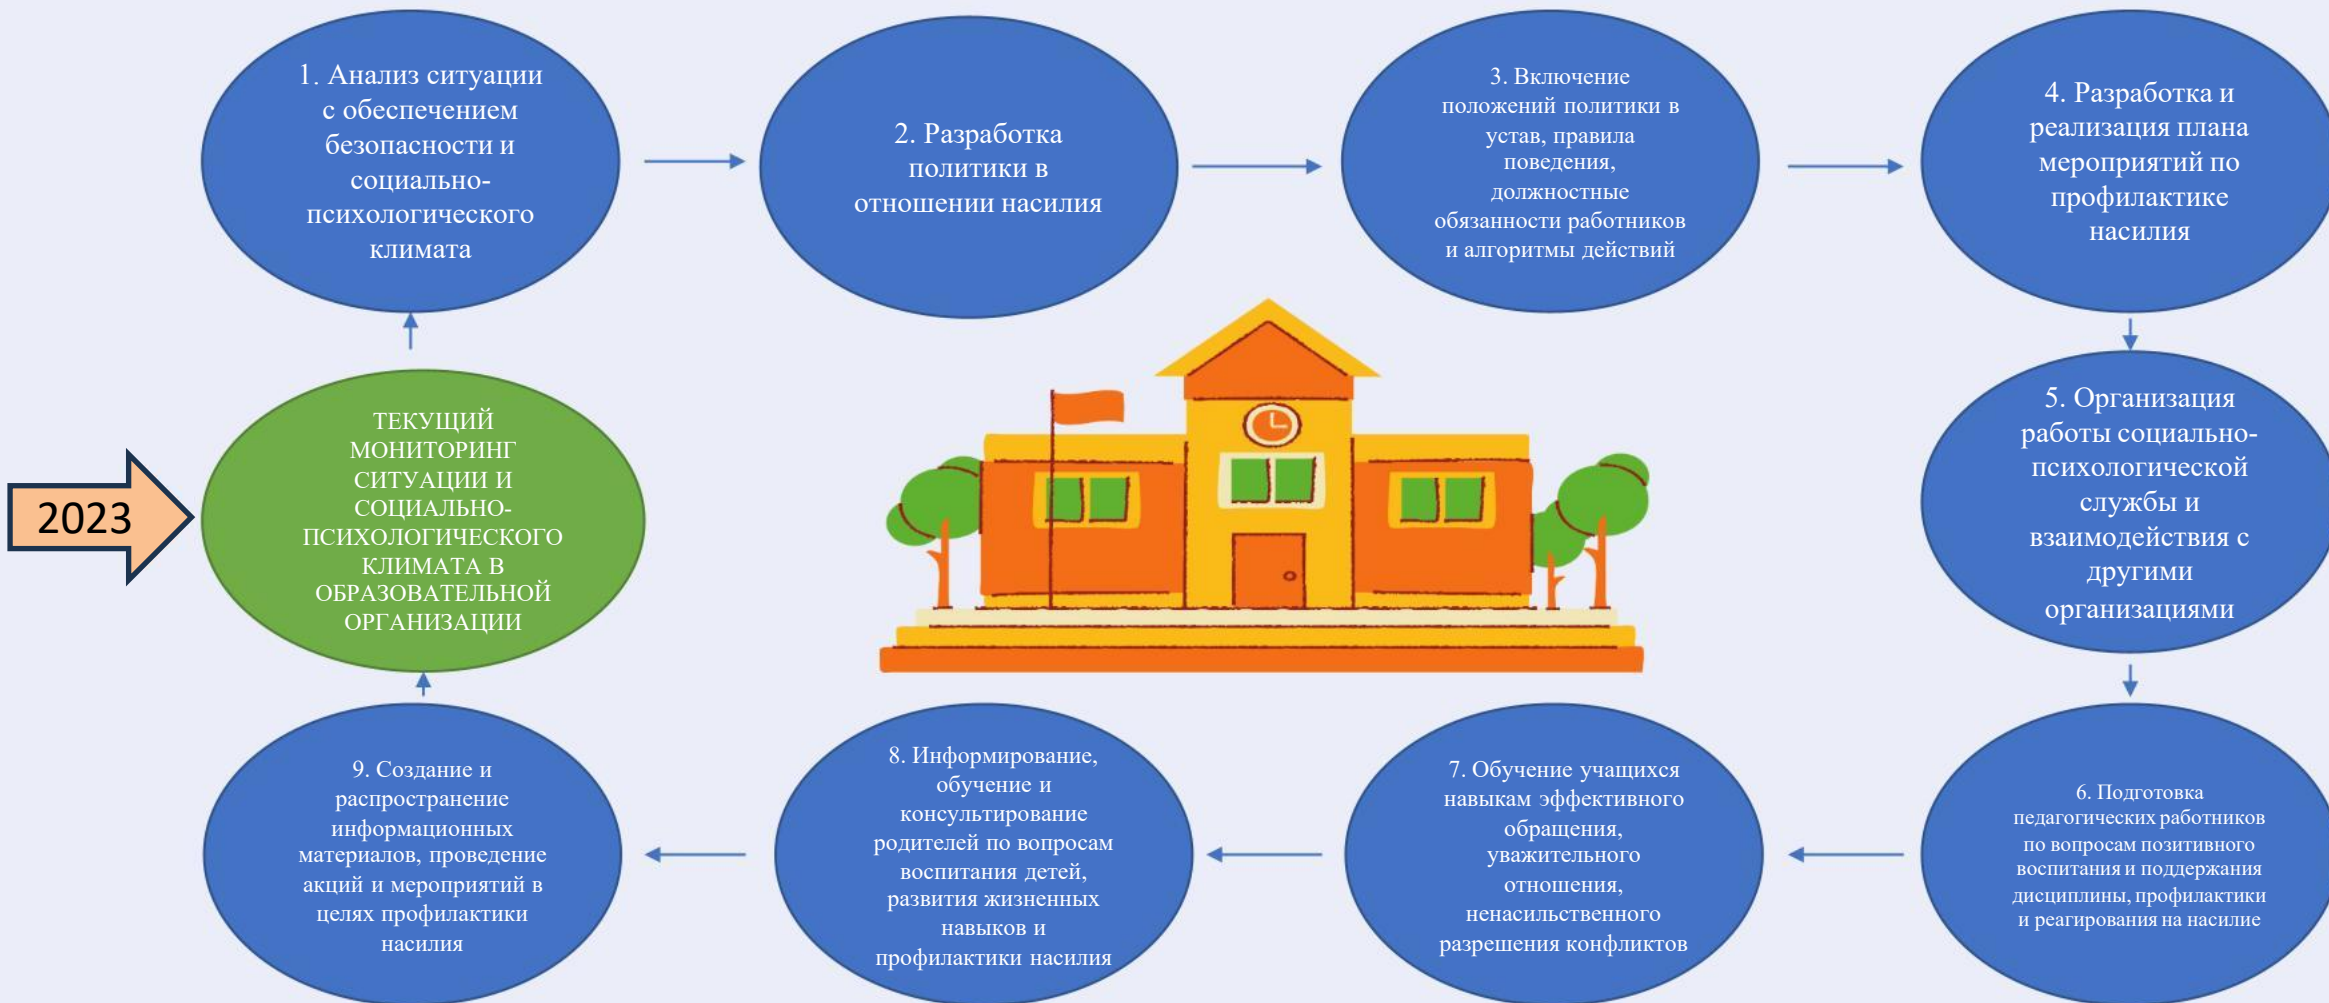 1. Анализ ситуации
с обеспечением
безопасности и
социально-
психологического
климата
2. Разработка
политики в
отношении насилия
3. Включение
положений политики в
устав, правила
поведения,
должностные
обязанности работников
и алгоритмы действий
4. Разработка и
реализация плана
мероприятий по
профилактике
насилия
5. Организация
работы социально-
психологической
службы и
взаимодействия с
другими
организациями
6. Подготовка
педагогических работников
по вопросам позитивного
воспитания и поддержания
дисциплины, профилактики
и реагирования на насилие
7. Обучение учащихся
навыкам эффективного
обращения,
уважительного
отношения,
ненасильственного
разрешения конфликтов
8. Информирование,
обучение и
консультирование
родителей по вопросам
воспитания детей,
развития жизненных
навыков и
профилактики насилия
9. Создание и
распространение
информационных
материалов, проведение
акций и мероприятий в
целях профилактики
насилия
2023
ТЕКУЩИЙ
МОНИТОРИНГ
СИТУАЦИИ И
СОЦИАЛЬНО-
ПСИХОЛОГИЧЕСКОГО
КЛИМАТА В
ОБРАЗОВАТЕЛЬНОЙ
ОРГАНИЗАЦИИ